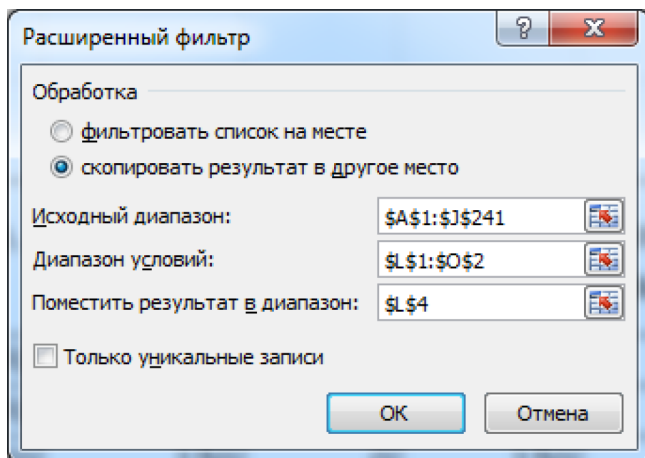 Расширенный фильтр
Обработка
фильтровать список на месте
скопировать результат в другое место
Исходный диапазон: $A$1:$J$241
Диапазон условий: $L$1:$O$2
Поместить результат в диапазон: $L$4
Только уникальные записи
ОК Отмена